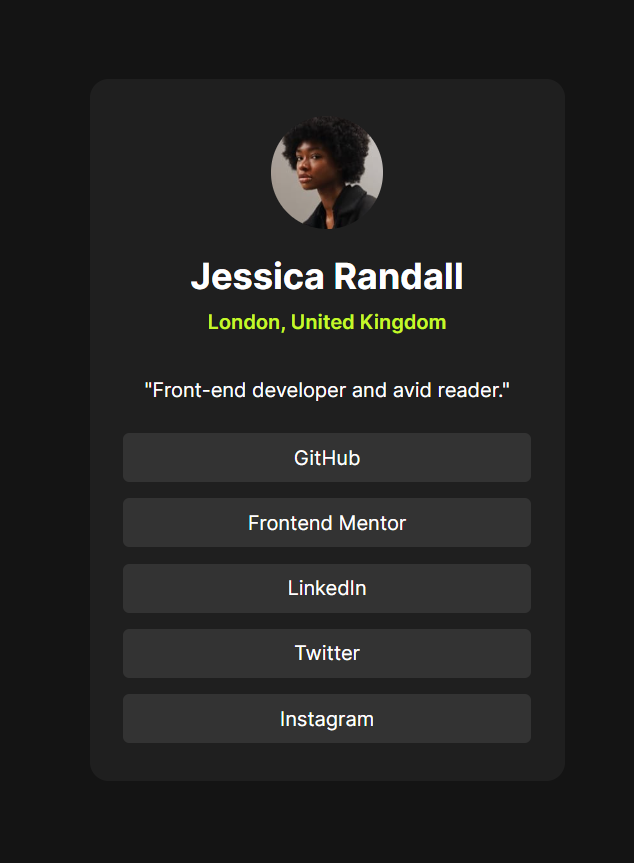 Jessica Randall
London, United Kingdom
"Front-end developer and avid reader."
GitHub
Frontend Mentor
LinkedIn
Twitter
Instagram